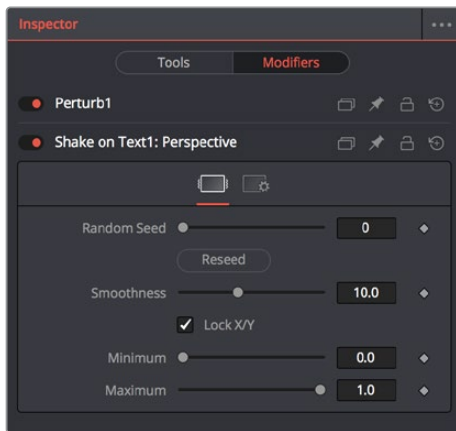 Inspector
Tools Modifiers
Perturb1
Shake on Text1: Perspective
Random Seed 0
Reseed
Smoothness 10.0
Lock X/Y
Minimum 0.0
Maximum 1.0